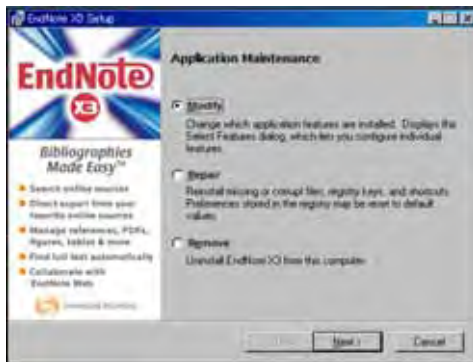 EndNote X3 Setup
EndNote
X3
Bibliographies
Made Easy™
Search online sources
Direct export from your
favorite online sources
Manage references, PDFs,
figures, tables & more
Find full text automatically
Collaborate with
EndNote Web
Application Maintenance
Modify
Change which application features are installed. Displays the
Select Features dialog, which lets you configure individual
features.
Repair
Reinstall missing or corrupt files, registry keys, and shortcuts.
Preferences stored in the registry may be reset to default
values.
Remove
Uninstall EndNote X3 from this computer.
Next >
Cancel